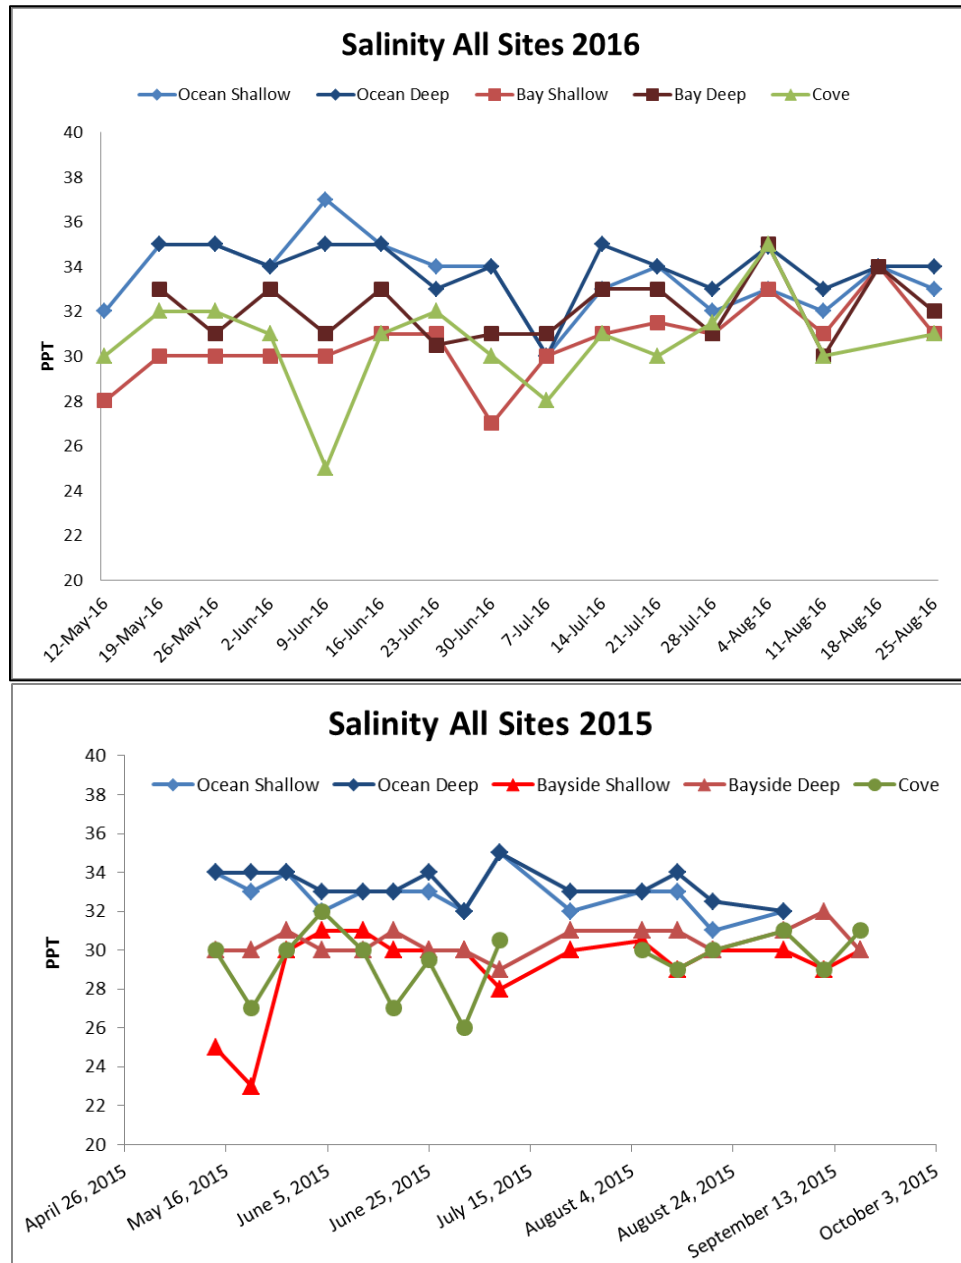 Salinity All Sites 2016
Ocean Shallow Ocean Deep Bay Shallow Bay Deep Cove
40
38
36
34
32
30
28
26
24
22
20
PPT
12-May-16 19-May-16 26-May-16 2-Jun-16 9-Jun-16 16-Jun-16 23-Jun-16 30-Jun-16 7-Jul-16 14-Jul-16 21-Jul-16 28-Jul-16 4-Aug-16 11-Aug-16 18-Aug-16 25-Aug-16
Salinity All Sites 2015
Ocean Shallow Ocean Deep Bayside Shallow Bayside Deep Cove
40
38
36
34
32
30
28
26
24
22
20
PPT
April 26, 2015 May 16, 2015 June 5, 2015 June 25, 2015 July 15, 2015 August 4, 2015 August 24, 2015 September 13, 2015 October 3, 2015